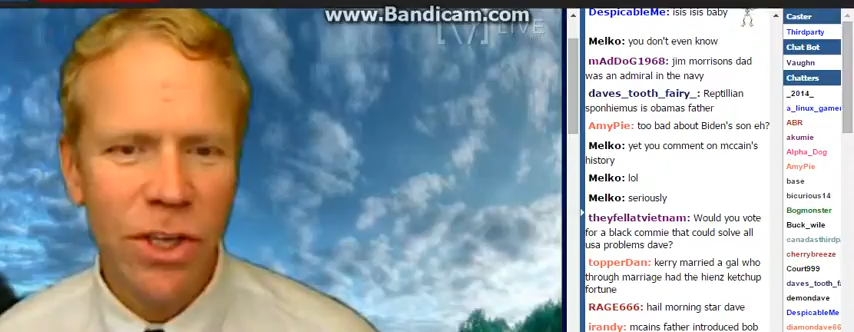 www.Bandicam.com
LIVE
DespicableMe: isis isis baby
Melko: you don't even know
mAdDoG1968: jim morrisons dad
was an admiral in the navy
daves_tooth_fairy_: Reptillian
sponhiemus is obamas father
AmyPie: too bad about Biden's son eh?
Melko: yet you comment on mccain's
history
Melko: lol
Melko: seriously
theyfellatvietnam: Would you vote
for a black commie that could solve all
usa problems dave?
topperDan: kerry married a gal who
through marriage had the hienz ketchup
fortune
RAGE666: hail morning star dave
irandy: mcains father introduced bob
Caster
Thirdparty
Chat Bot
Vaughn
Chatters
_2014_
a_linux_gamer
ABR
akumie
Alpha_Dog
AmyPie
base
bicurious14
Bogmonster
Buck_wile
canadasthirdp
cherrybreeze
Court999
daves_tooth_f
demondave
DespicableMe
diamondave66